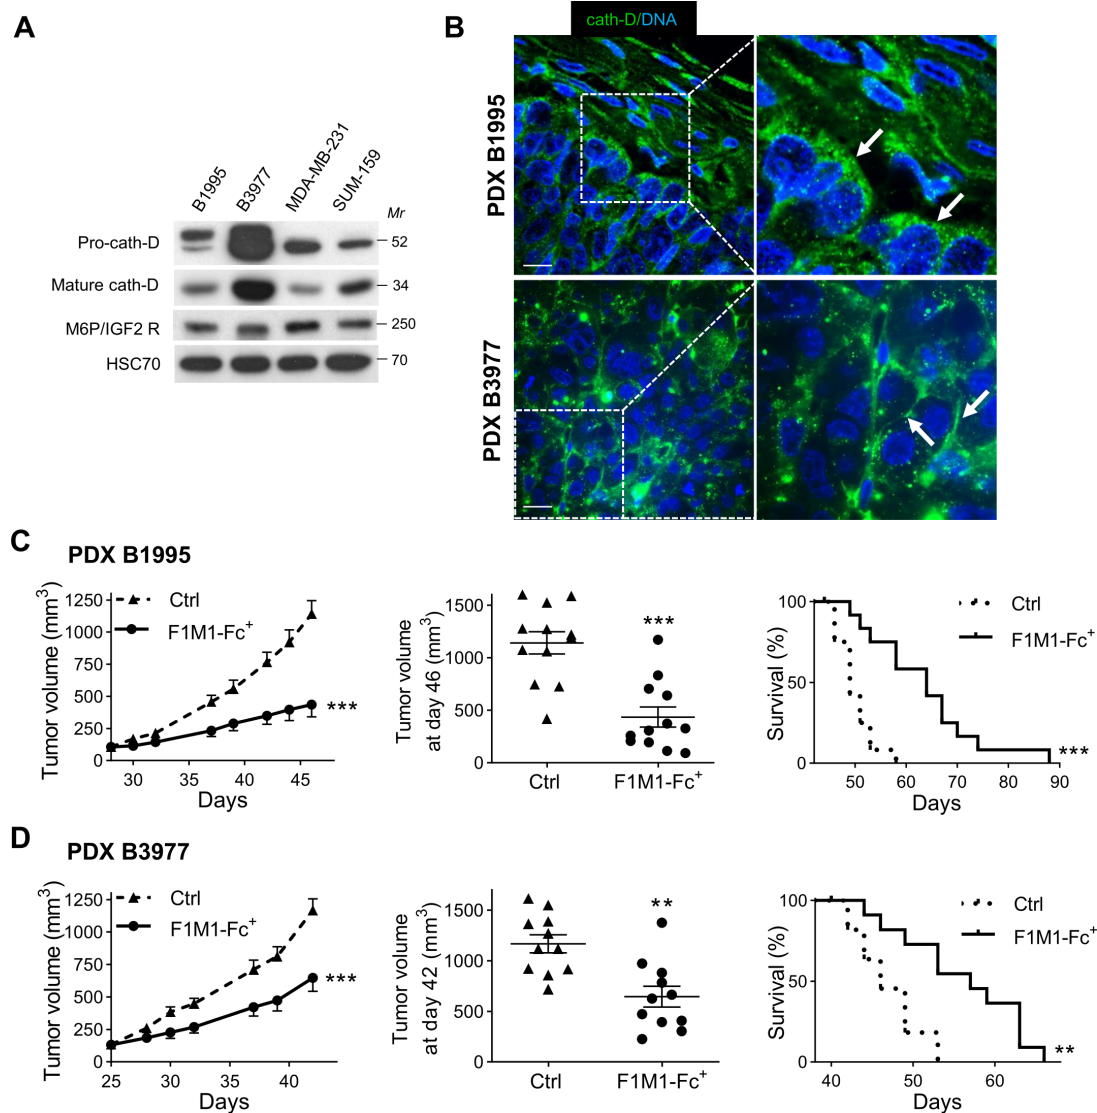 A
B1995
B3977
MDA-MB-231
SUM-159
Mr
Pro-cath-D
52
Mature cath-D
34
M6P/IGF2 R
250
HSC70
70
B
cath-D/DNA
PDX B1995
PDX B3977
C
PDX B1995
Tumor volume (mm³)
1250
1000
750
500
250
0
30
35
40
45
Days
Ctrl
F1M1-Fc⁺
***
Tumor volume
at day 46 (mm³)
1500
1000
500
0
***
Ctrl
F1M1-Fc⁺
Survival (%)
100
50
0
50
60
70
80
90
Days
Ctrl
F1M1-Fc⁺
***
D
PDX B3977
Tumor volume (mm³)
1250
1000
750
500
250
0
25
30
35
40
Days
Ctrl
F1M1-Fc⁺
***
Tumor volume
at day 42 (mm³)
1500
1000
500
0
**
Ctrl
F1M1-Fc⁺
Survival (%)
100
50
0
40
50
60
Days
Ctrl
F1M1-Fc⁺
**